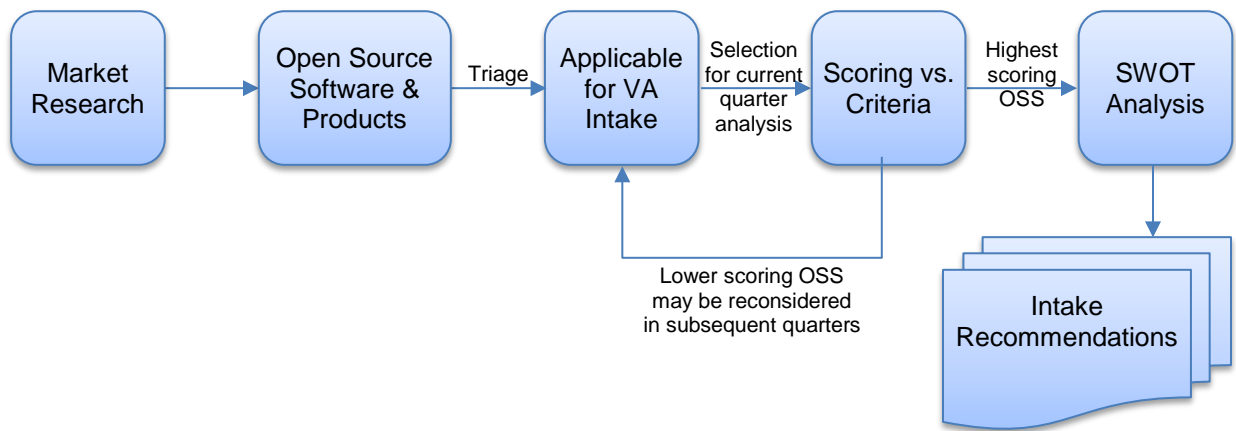 Market
Research
Open Source
Software &
Products
Triage
Applicable
for VA
Intake
Selection
for current
quarter
analysis
Scoring vs.
Criteria
Highest
scoring
OSS
SWOT
Analysis
Lower scoring OSS
may be reconsidered
in subsequent quarters
Intake
Recommendations